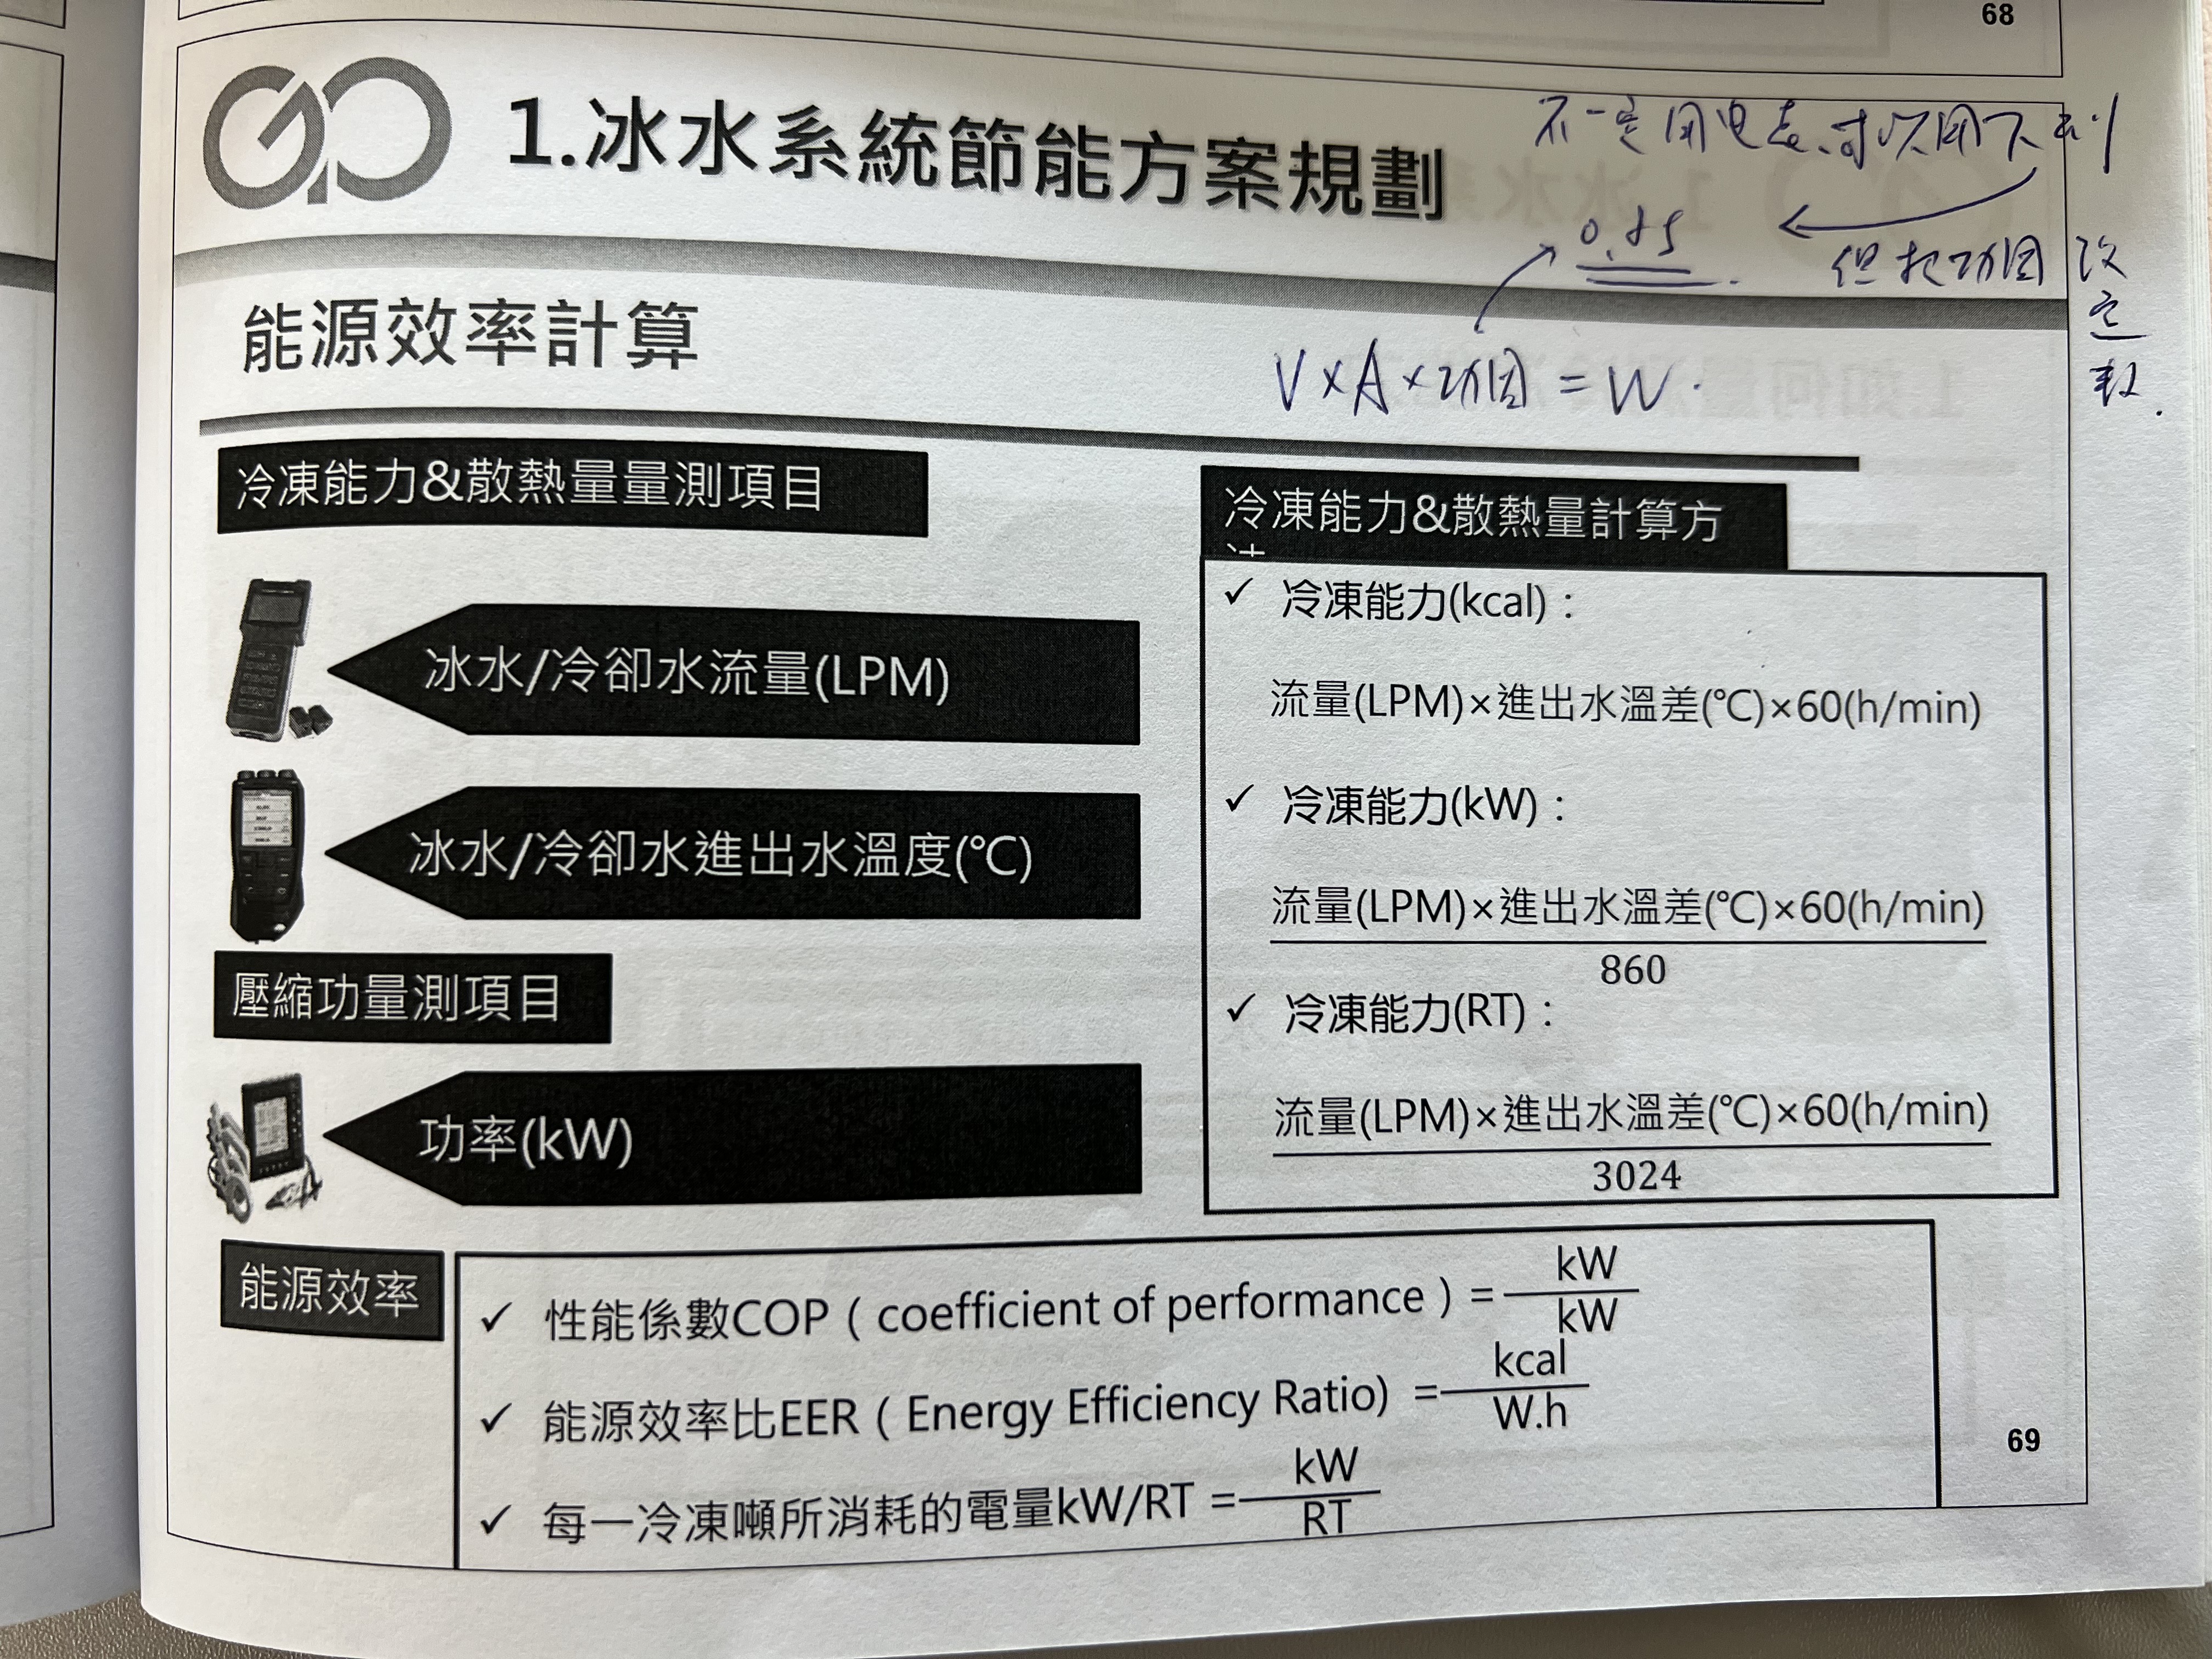 68
1.冰水系統節能方案規劃
不一定用電表、可以用下列
0.85
但把功因改定數.
能源效率計算
V×A×功因=W.
冷凍能力&散熱量量測項目
冰水/冷卻水流量(LPM)
冰水/冷卻水進出水溫度(℃)
壓縮功量測項目
功率(kW)
冷凍能力&散熱量計算方
✓ 冷凍能力(kcal)：
流量(LPM)×進出水溫差(℃)×60(h/min)
✓ 冷凍能力(kW)：
流量(LPM)×進出水溫差(℃)×60(h/min)
860
✓ 冷凍能力(RT)：
流量(LPM)×進出水溫差(℃)×60(h/min)
3024
能源效率
✓ 性能係數COP（coefficient of performance）= kW
kW
✓ 能源效率比EER（Energy Efficiency Ratio) = kcal
W.h
✓ 每一冷凍噸所消耗的電量kW/RT = kW
RT
69